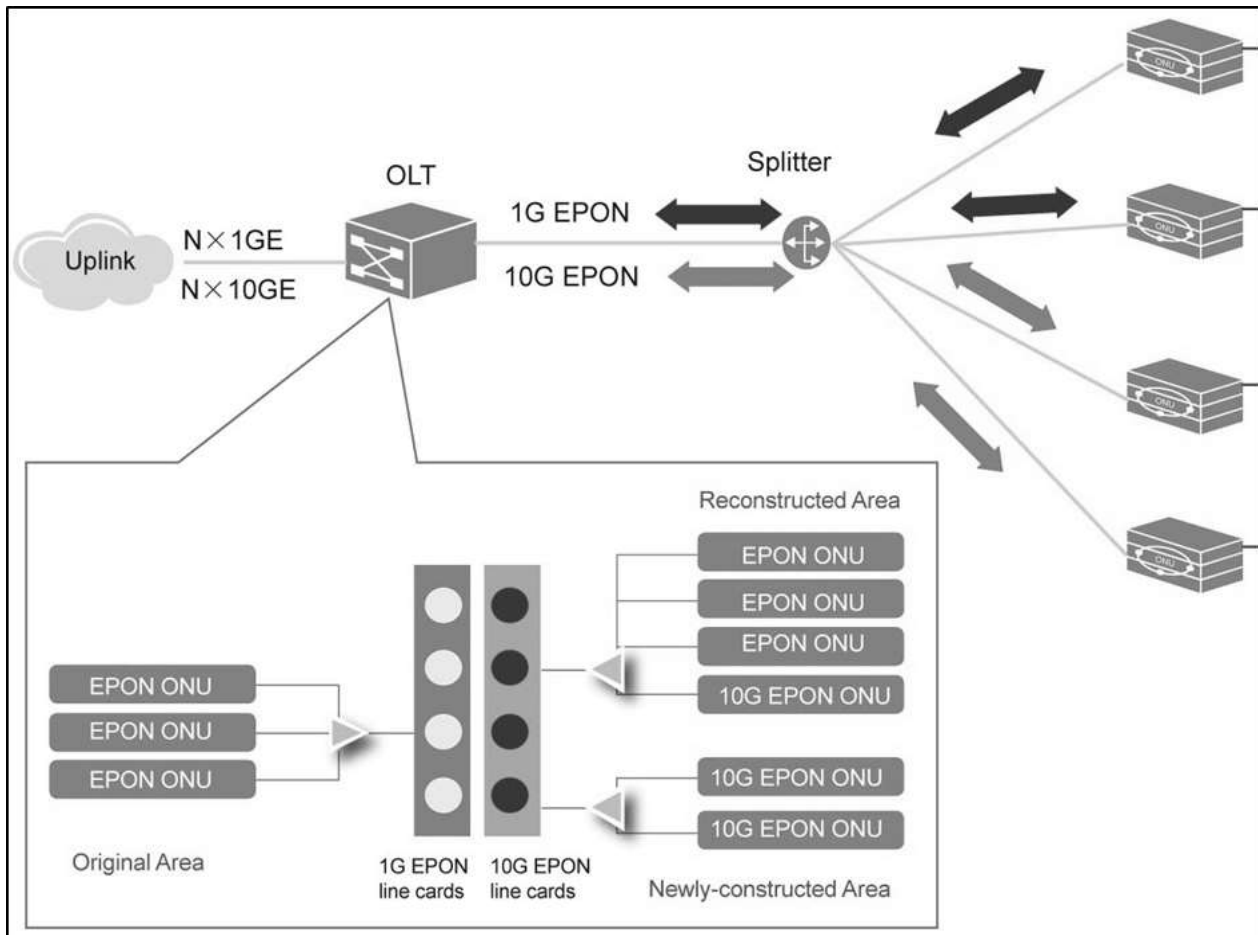 ONU
OLT
Splitter
Uplink
N×1GE
N×10GE
1G EPON
10G EPON
ONU
ONU
ONU
Reconstructed Area
EPON ONU
EPON ONU
EPON ONU
10G EPON ONU
EPON ONU
EPON ONU
EPON ONU
10G EPON ONU
10G EPON ONU
Original Area
1G EPON
line cards
10G EPON
line cards
Newly-constructed Area